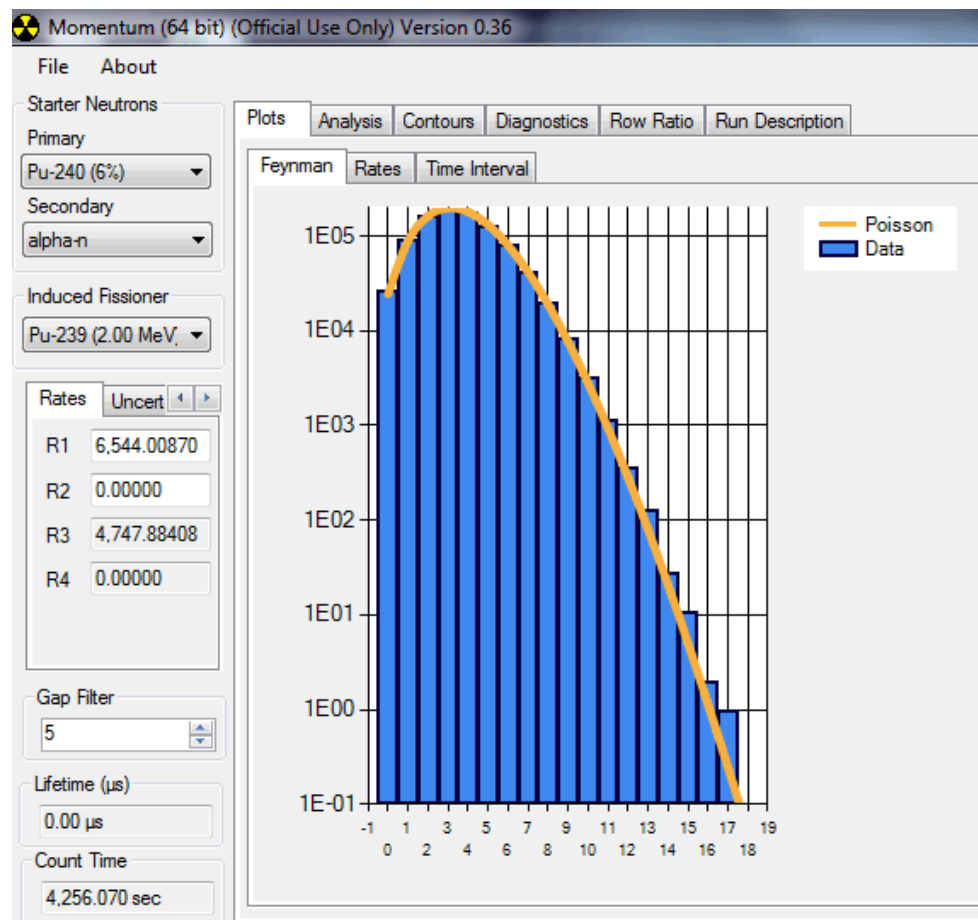 Momentum (64 bit) (Official Use Only) Version 0.36
File About
Starter Neutrons
Primary
Pu-240 (6%)
Secondary
alpha-n
Induced Fissioner
Pu-239 (2.00 MeV)
Rates Uncert
R1 6,544.00870
R2 0.00000
R3 4,747.88408
R4 0.00000
Gap Filter
5
Lifetime (µs)
0.00 µs
Count Time
4,256.070 sec
Plots Analysis Contours Diagnostics Row Ratio Run Description
Feynman Rates Time Interval
1E05
1E04
1E03
1E02
1E01
1E00
1E-01
-1 1 3 5 7 9 11 13 15 17 19
0 2 4 6 8 10 12 14 16 18
Poisson
Data